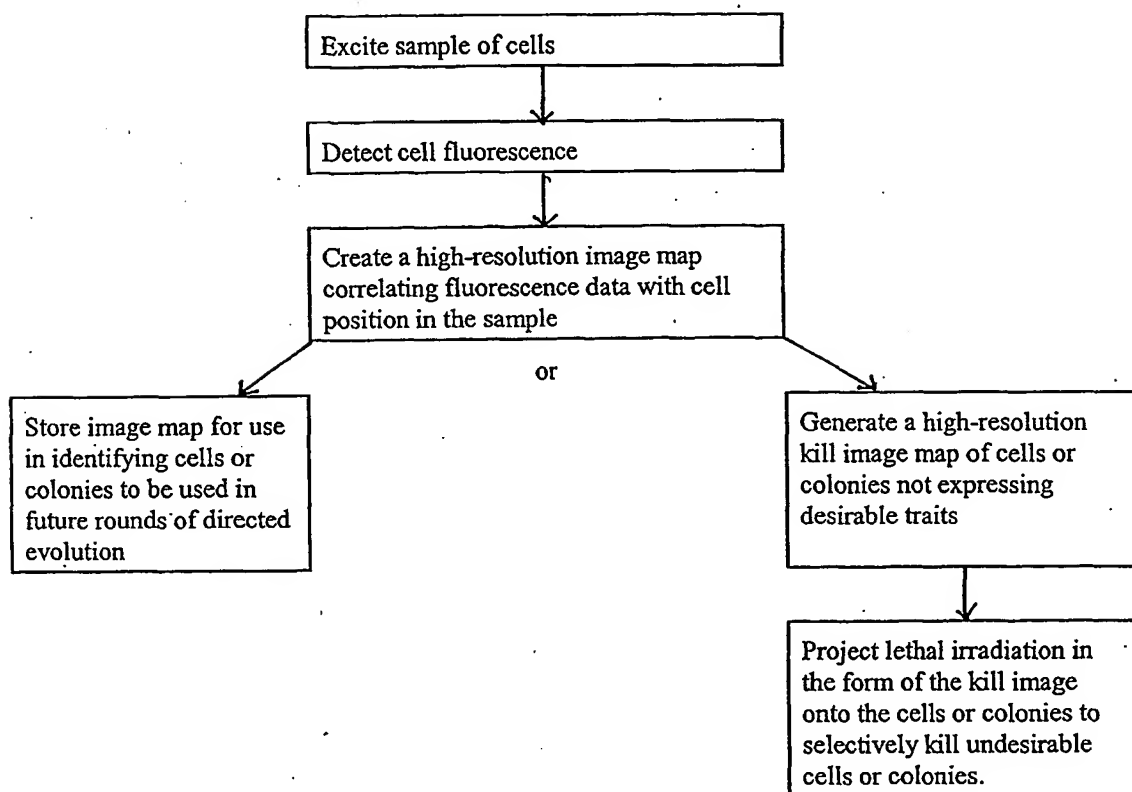 Excite sample of cells
Detect cell fluorescence
Create a high-resolution image map
correlating fluorescence data with cell
position in the sample
or
Store image map for use
in identifying cells or
colonies to be used in
future rounds of directed
evolution
Generate a high-resolution
kill image map of cells or
colonies not expressing
desirable traits
Project lethal irradiation in
the form of the kill image
onto the cells or colonies to
selectively kill undesirable
cells or colonies.